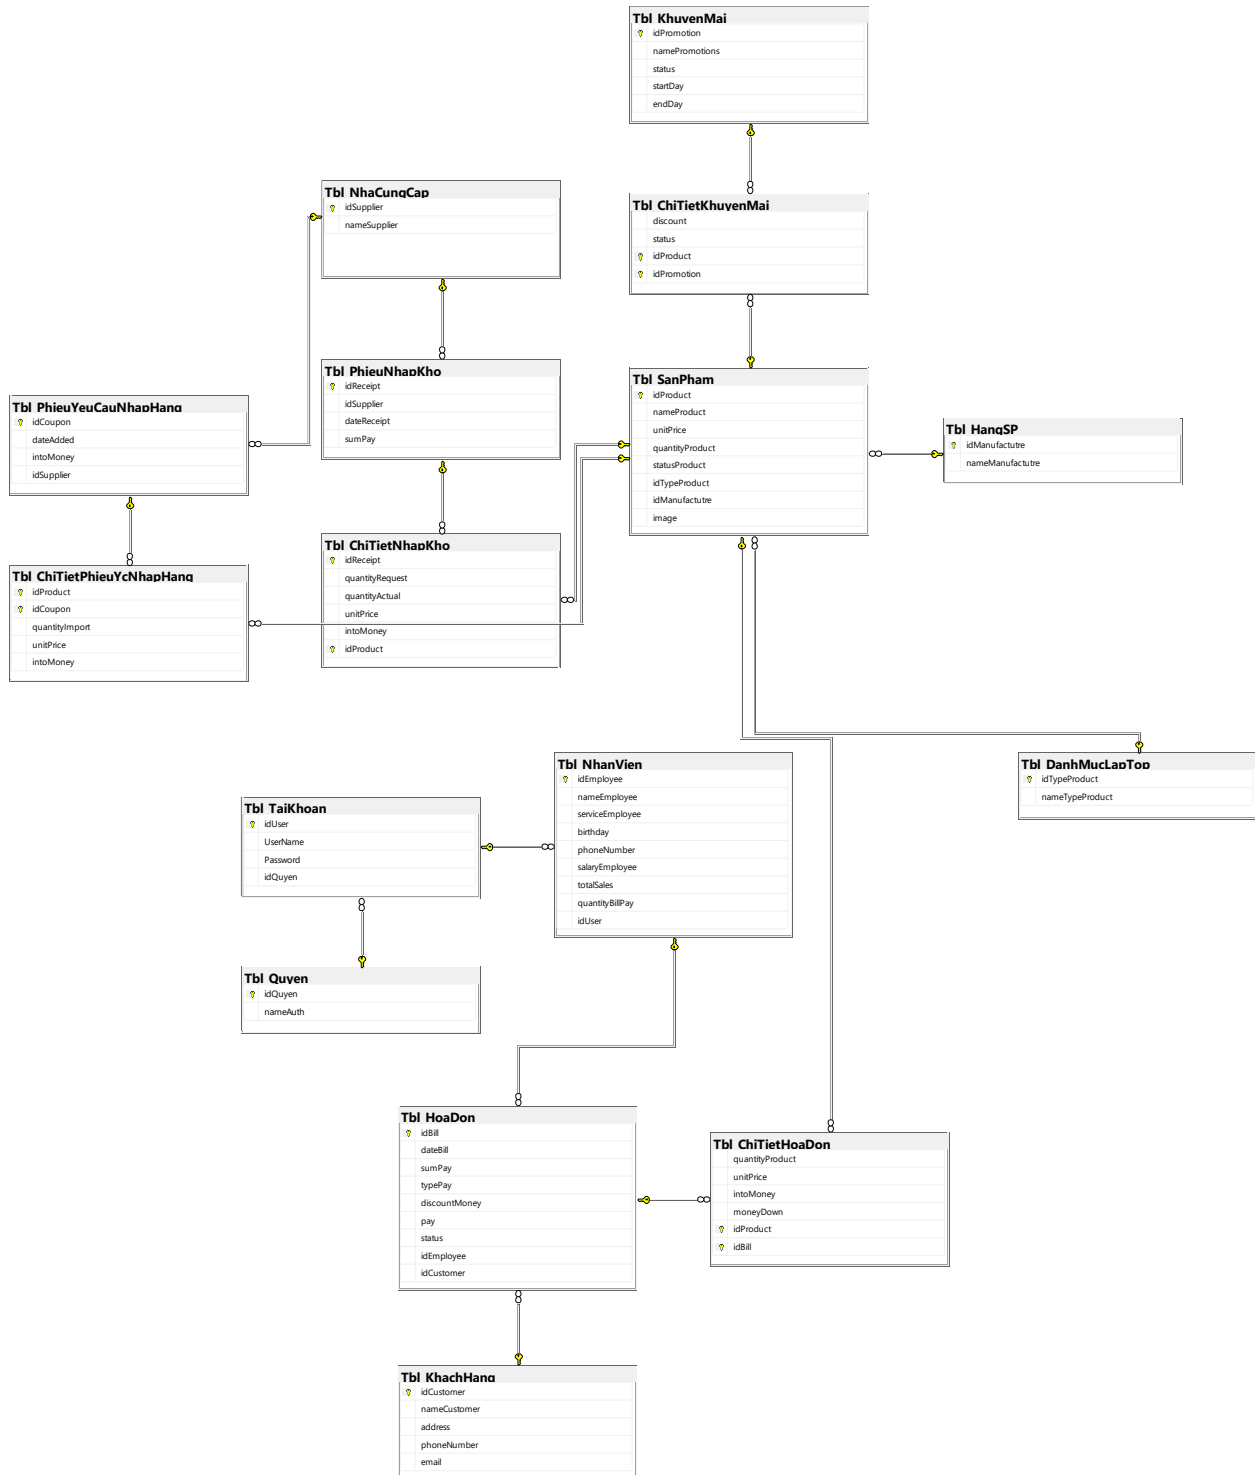 Tbl_KhuyenMai
idPromotion
namePromotions
status
startDay
endDay
Tbl_NhaCungCap
idSupplier
nameSupplier
Tbl_ChiTietKhuyenMai
discount
status
idProduct
idPromotion
Tbl_PhieuNhapKho
idReceipt
idSupplier
dateReceipt
sumPay
Tbl_SanPham
idProduct
nameProduct
unitPrice
quantityProduct
statusProduct
idTypeProduct
idManufactutre
image
Tbl_PhieuYeuCauNhapHang
idCoupon
dateAdded
intoMoney
idSupplier
Tbl_HangSP
idManufactutre
nameManufactutre
Tbl_ChiTietNhapKho
idReceipt
quantityRequest
quantityActual
unitPrice
intoMoney
idProduct
Tbl_ChiTietPhieuYcNhapHang
idProduct
idCoupon
quantityImport
unitPrice
intoMoney
Tbl_NhanVien
idEmployee
nameEmployee
serviceEmployee
birthday
phoneNumber
salaryEmployee
totalSales
quantityBillPay
idUser
Tbl_DanhMucLapTop
idTypeProduct
nameTypeProduct
Tbl_TaiKhoan
idUser
UserName
Password
idQuyen
Tbl_Quyen
idQuyen
nameAuth
Tbl_HoaDon
idBill
dateBill
sumPay
typePay
discountMoney
pay
status
idEmployee
idCustomer
Tbl_ChiTietHoaDon
quantityProduct
unitPrice
intoMoney
moneyDown
idProduct
idBill
Tbl_KhachHang
idCustomer
nameCustomer
address
phoneNumber
email